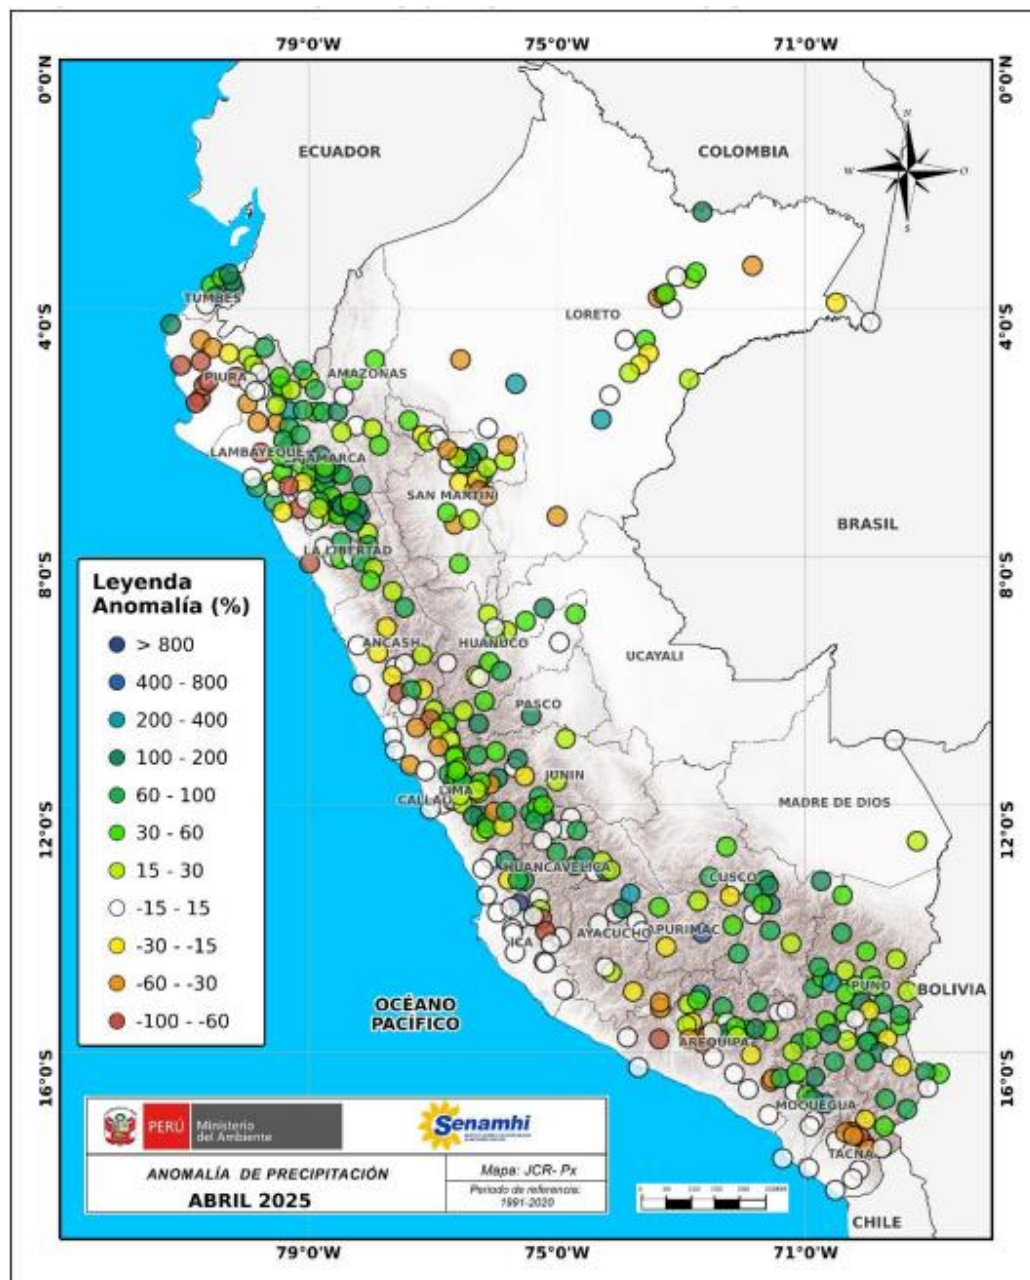 79°0'W 75°0'W 71°0'W
0°0'N 0°0'N
ECUADOR
COLOMBIA
N
W O
S
TUMBES
4°0'S 4°0'S
LORETO
PIURA
AMAZONAS
LAMBAYEQUE
SAN MARTIN
BRASIL
LA LIBERTAD
8°0'S 8°0'S
Leyenda
Anomalía (%)
> 800
400 - 800
200 - 400
100 - 200
60 - 100
30 - 60
15 - 30
-15 - 15
-30 - -15
-60 - -30
-100 - -60
ANCASH
HUANUCO
UCAYALI
PASCO
JUNIN
LIMA
CALLAO
MADRE DE DIOS
12°0'S 12°0'S
HUANCAVELICA
CUSCO
AYACUCHO
APURIMAC
ICA
PUNO
BOLIVIA
OCÉANO
PACÍFICO
AREQUIPA
16°0'S 16°0'S
MOQUEGUA
TACNA
CHILE
PERÚ
Ministerio
del Ambiente
Senamhi
ANOMALÍA DE PRECIPITACIÓN
ABRIL 2025
Mapa: JCR- Px
Periodo de referencia:
1991-2020
79°0'W 75°0'W 71°0'W